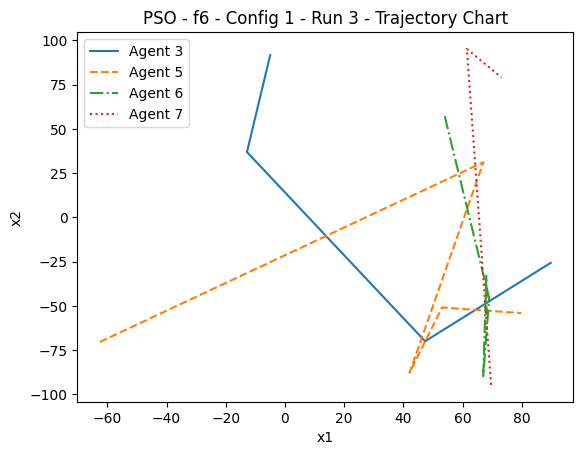 PSO - f6 - Config 1 - Run 3 - Trajectory Chart
Agent 3
Agent 5
Agent 6
Agent 7
x2
100
75
50
25
0
−25
−50
−75
−100
−60
−40
−20
0
20
40
60
80
x1